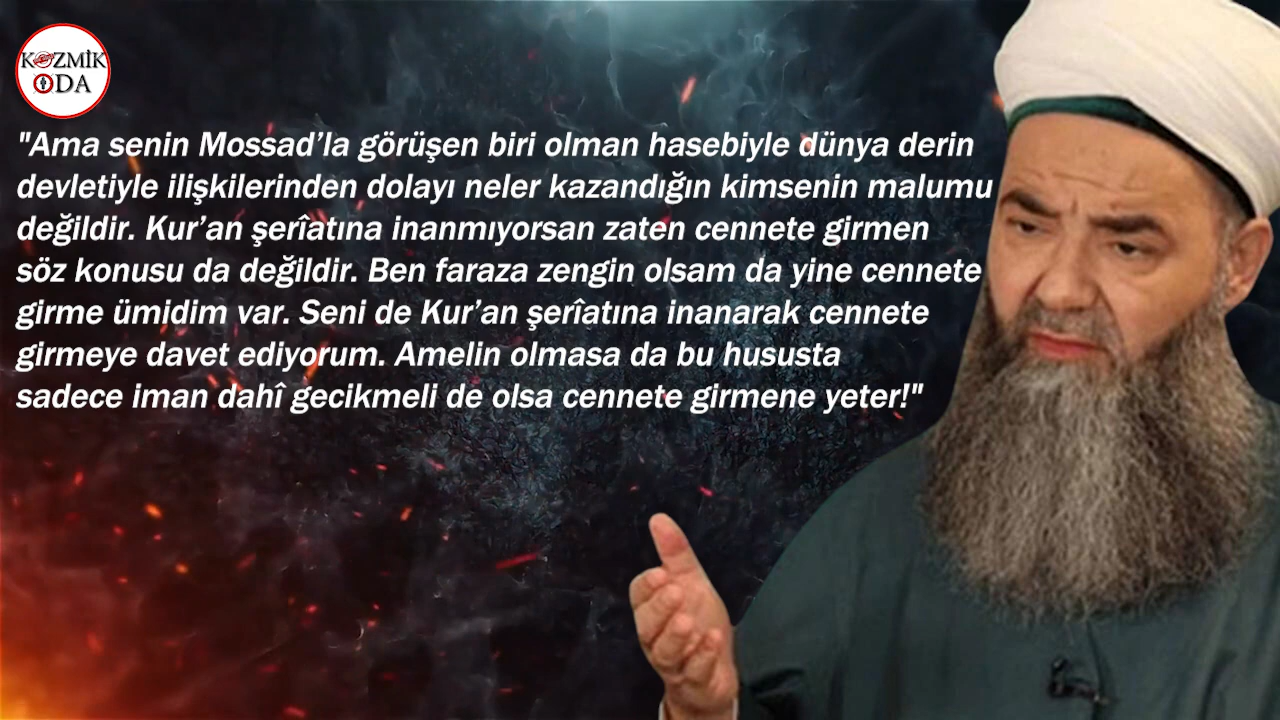 KOZMİK
ODA
"Ama senin Mossad’la görüşen biri olman hasebiyle dünya derin
devletiyle ilişkilerinden dolayı neler kazandığın kimsenin malumu
değildir. Kur’an şerîatına inanmıyorsan zaten cennete girmen
söz konusu da değildir. Ben faraza zengin olsam da yine cennete
girme ümidim var. Seni de Kur’an şerîatına inanarak cennete
girmeye davet ediyorum. Amelin olmasa da bu hususta
sadece iman dahî gecikmeli de olsa cennete girmene yeter!"